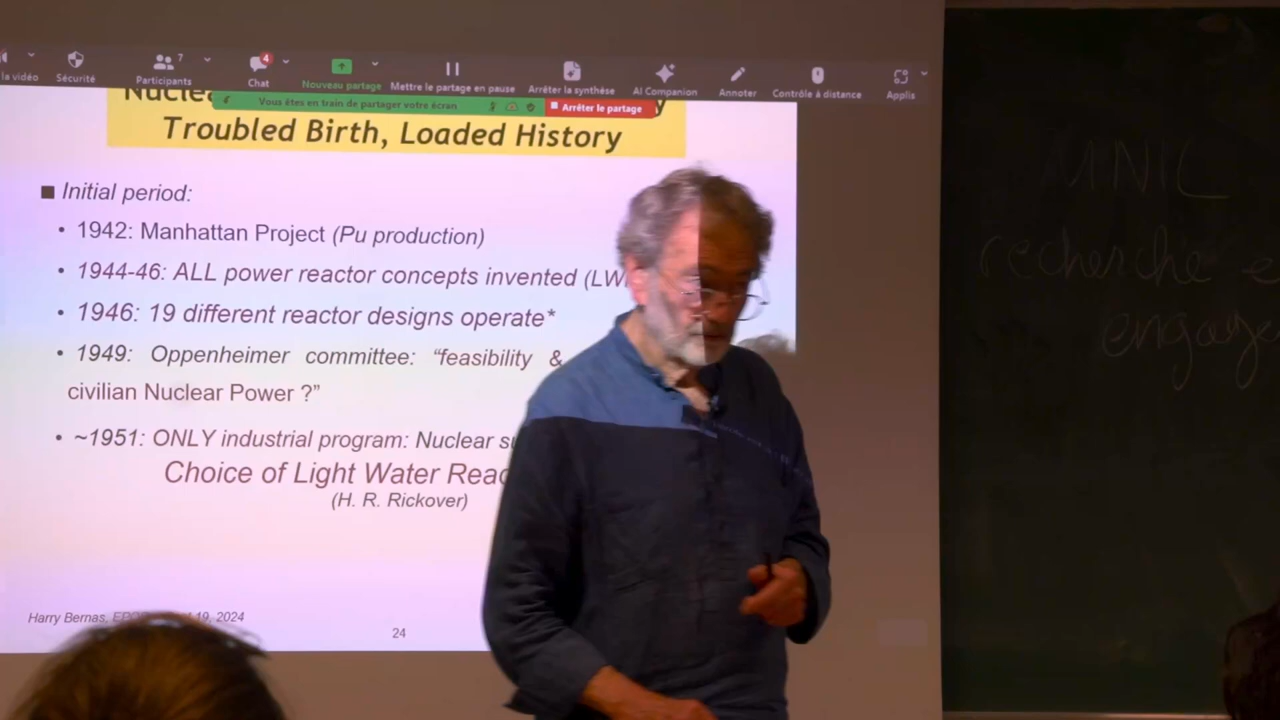 la vidéo
Sécurité
Participants
7
Chat
4
Nouveau partage
Mettre le partage en pause
Arrêter la synthèse
AI Companion
Annoter
Contrôle à distance
Applis
Vous êtes en train de partager votre écran
Arrêter le partage
Troubled Birth, Loaded History
Initial period:
• 1942: Manhattan Project (Pu production)
• 1944-46: ALL power reactor concepts invented
• 1946: 19 different reactor designs operate*
• 1949: Oppenheimer committee: “feasibility &
civilian Nuclear Power ?”
• ~1951: ONLY industrial program: Nuclear
Choice of Light Water
(H. R. Rickover)
Harry Bernas, 19, 2024
24
MNIC
recherche